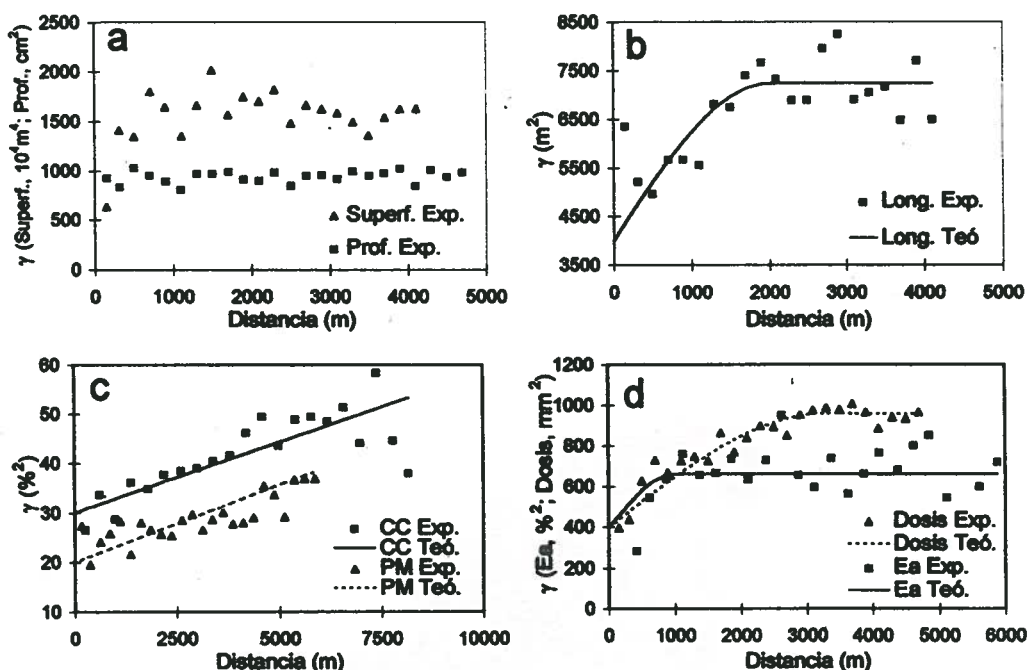 a
γ (Superf., 10⁴m⁴; Prof., cm²)
2500
2000
1500
1000
500
0
▲ Superf. Exp.
■ Prof. Exp.
0 1000 2000 3000 4000 5000
Distancia (m)
b
γ (m²)
8500
7500
6500
5500
4500
3500
■ Long. Exp.
Long. Teó
0 1000 2000 3000 4000 5000
Distancia (m)
c
γ (%²)
60
50
40
30
20
10
■ CC Exp.
CC Teó.
▲ PM Exp.
PM Teó.
0 2500 5000 7500 10000
Distancia (m)
d
γ (Ea, %²; Dosis, mm²)
1200
1000
800
600
400
200
0
▲ Dosis Exp.
Dosis Teó.
■ Ea Exp.
Ea Teó.
0 1000 2000 3000 4000 5000 6000
Distancia (m)